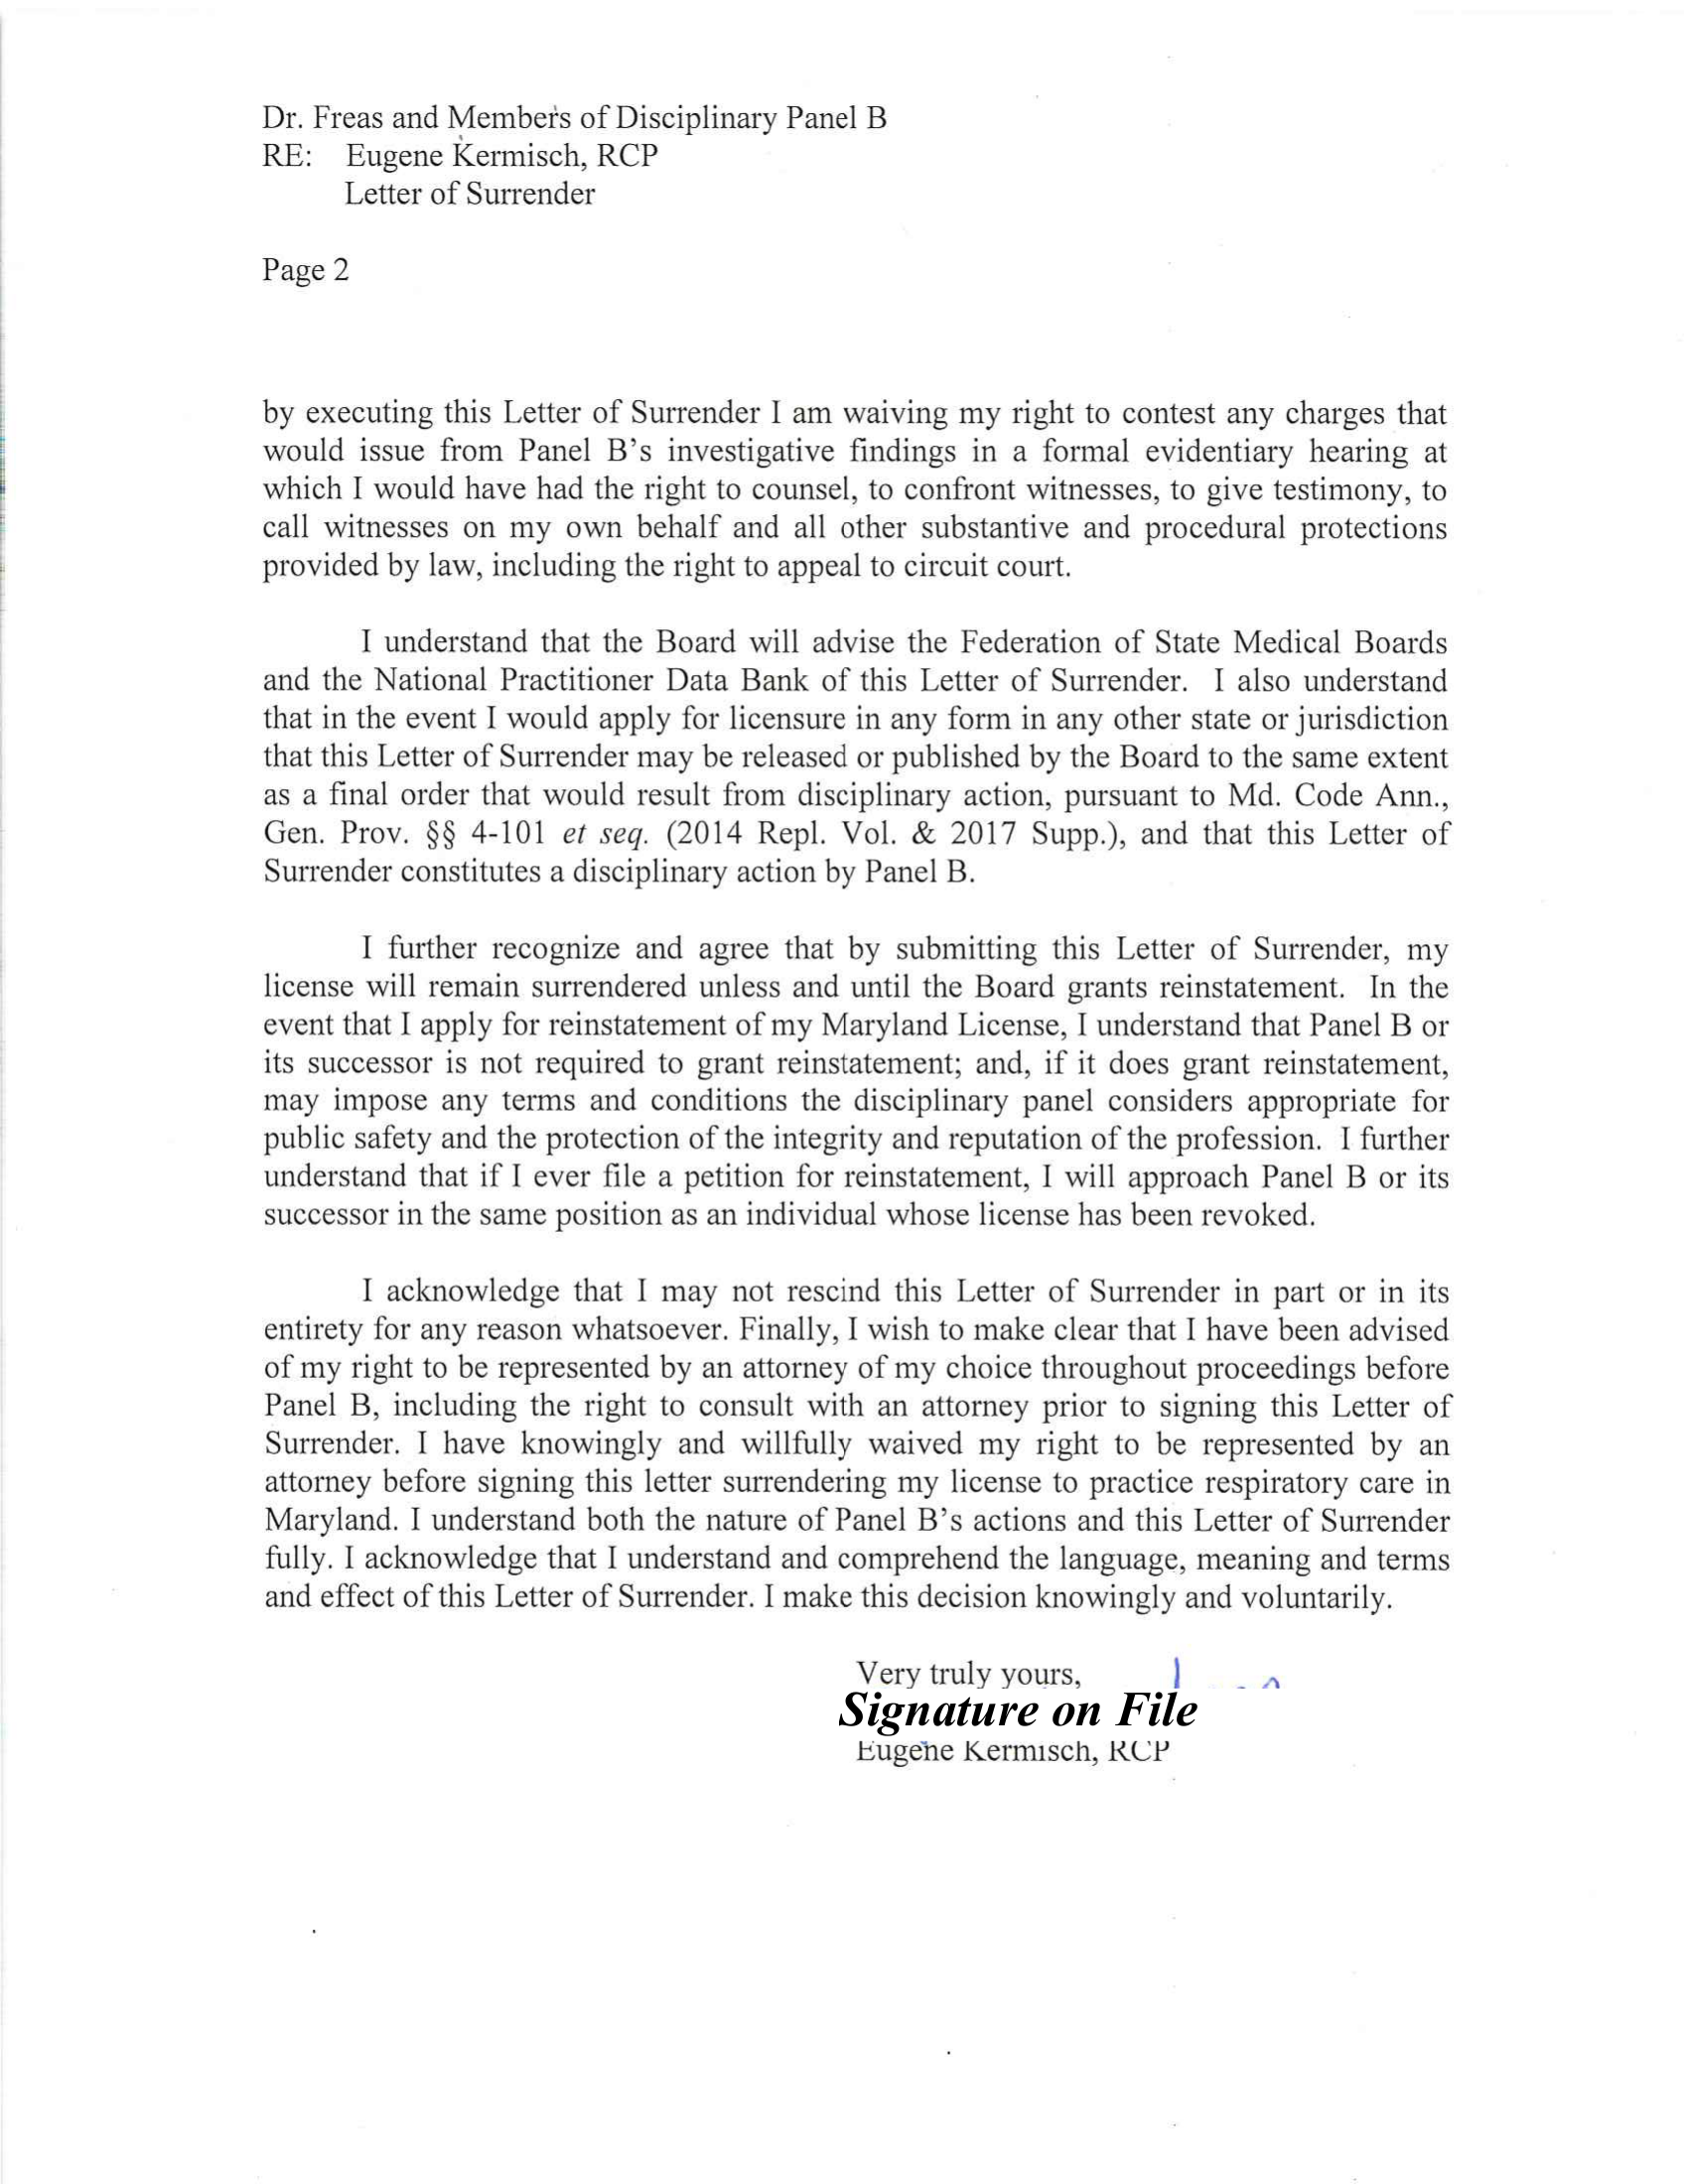 Dr. Freas and Members of Disciplinary Panel B
RE: Eugene Kermisch, RCP
Letter of Surrender
Page 2
by executing this Letter of Surrender I am waiving my right to contest any charges that
would issue from Panel B's investigative findings in a formal evidentiary hearing at
which I would have had the right to counsel, to confront witnesses, to give testimony, to
call witnesses on my own behalf and all other substantive and procedural protections
provided by law, including the right to appeal to circuit court.
I understand that the Board will advise the Federation of State Medical Boards
and the National Practitioner Data Bank of this Letter of Surrender. I also understand
that in the event I would apply for licensure in any form in any other state or jurisdiction
that this Letter of Surrender may be released or published by the Board to the same extent
as a final order that would result from disciplinary action, pursuant to Md. Code Ann.,
Gen. Prov. §§ 4-101 et seq. (2014 Repl. Vol. & 2017 Supp.), and that this Letter of
Surrender constitutes a disciplinary action by Panel B.
I further recognize and agree that by submitting this Letter of Surrender, my
license will remain surrendered unless and until the Board grants reinstatement. In the
event that I apply for reinstatement of my Maryland License, I understand that Panel B or
its successor is not required to grant reinstatement; and, if it does grant reinstatement,
may impose any terms and conditions the disciplinary panel considers appropriate for
public safety and the protection of the integrity and reputation of the profession. I further
understand that if I ever file a petition for reinstatement, I will approach Panel B or its
successor in the same position as an individual whose license has been revoked.
I acknowledge that I may not rescind this Letter of Surrender in part or in its
entirety for any reason whatsoever. Finally, I wish to make clear that I have been advised
of my right to be represented by an attorney of my choice throughout proceedings before
Panel B, including the right to consult with an attorney prior to signing this Letter of
Surrender. I have knowingly and willfully waived my right to be represented by an
attorney before signing this letter surrendering my license to practice respiratory care in
Maryland. I understand both the nature of Panel B's actions and this Letter of Surrender
fully. I acknowledge that I understand and comprehend the language, meaning and terms
and effect of this Letter of Surrender. I make this decision knowingly and voluntarily.
Very truly yours,
Signature on File
Eugene Kermisch, RCP